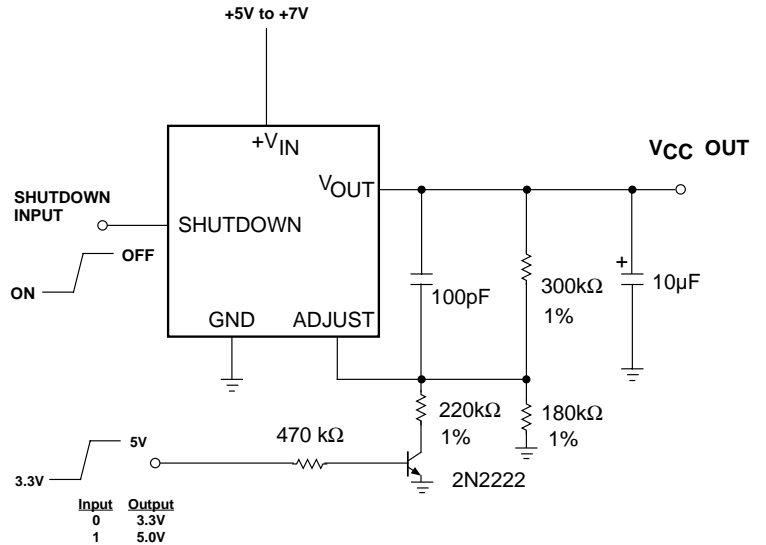 +5V to +7V
+VIN
VCC OUT
VOUT
SHUTDOWN
INPUT
SHUTDOWN
OFF
ON
100pF
300kΩ
1%
+
10µF
GND
ADJUST
220kΩ
1%
180kΩ
1%
470 kΩ
5V
3.3V
2N2222
Input Output
0 3.3V
1 5.0V